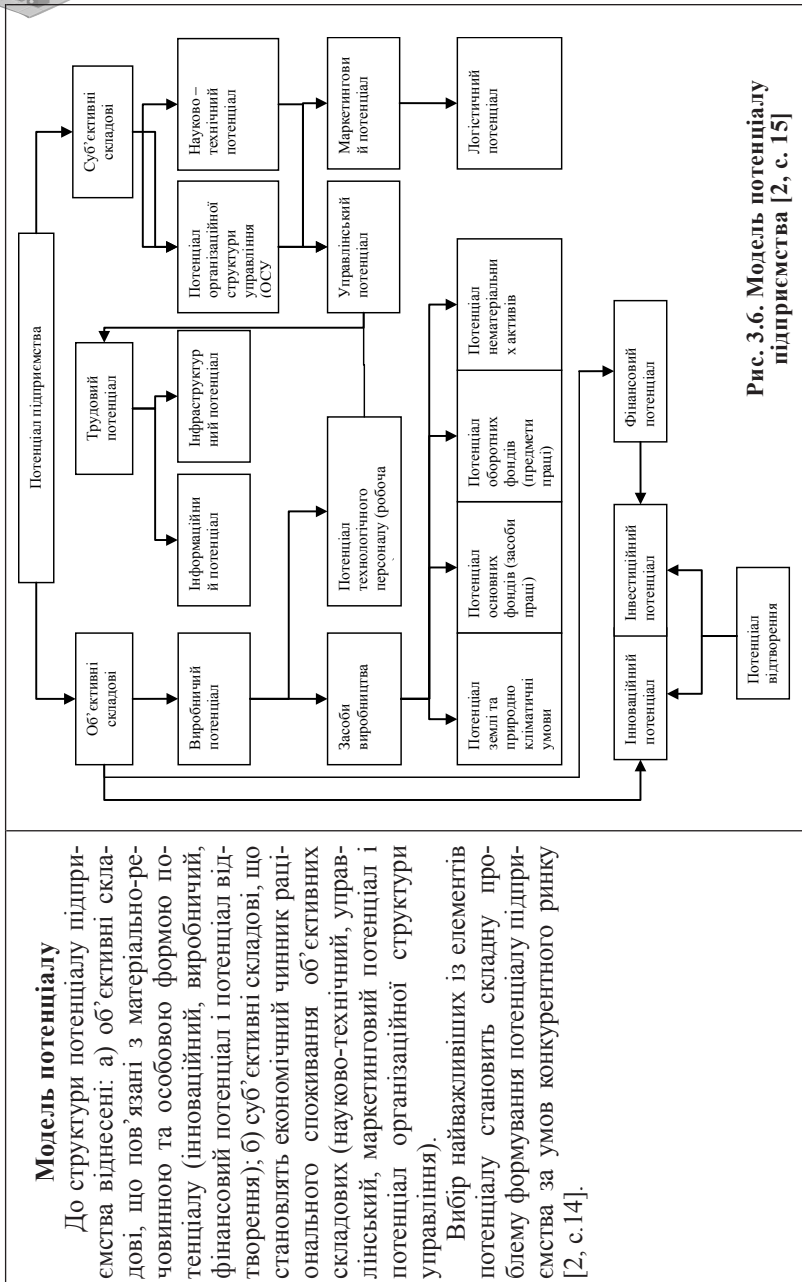 Модель потенціалу
До структури потенціалу підпри-
ємства віднесені: а) об’єктивні скла-
дові, що пов’язані з матеріально-ре-
човинною та особовою формою по-
тенціалу (інноваційний, виробничий,
фінансовий потенціал і потенціал від-
творення); б) суб’єктивні складові, що
становлять економічний чинник раці-
онального споживання об’єктивних
складових (науково-технічний, управ-
лінський, маркетинговий потенціал і
потенціал організаційної структури
управління).
Вибір найважливіших із елементів
потенціалу становить складну про-
блему формування потенціалу підпри-
ємства за умов конкурентного ринку
[2, с.14].
Потенціал підприємства
Об’єктивні
складові
Трудовий
потенціал
Суб’єктивні
складові
Виробничий
потенціал
Інформаційни
й потенціал
Інфраструктур
ний потенціал
Потенціал
організаційної
структури
управління
(ОСУ
Науково –
технічний
потенціал
Засоби
виробництва
Потенціал
технологічного
персоналу (робоча
Управлінський
потенціал
Маркетингови
й потенціал
Потенціал
землі та
природно
кліматичні
умови
Потенціал
основних
фондів (засоби
праці)
Потенціал
оборотних
фондів
(предмети
праці)
Потенціал
нематеріальни
х активів
Логістичний
потенціал
Інноваційний
потенціал
Інвестиційний
потенціал
Фінансовий
потенціал
Потенціал
відтворення
Рис. 3.6. Модель потенціалу
підприємства [2, с. 15]